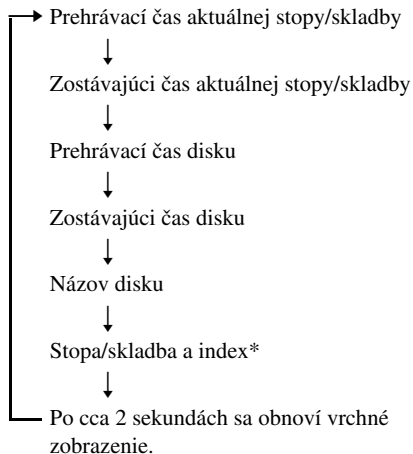 Prehrávací čas aktuálnej stopy/skladby
Zostávajúci čas aktuálnej stopy/skladby
Prehrávací čas disku
Zostávajúci čas disku
Názov disku
Stopa/skladba a index*
Po cca 2 sekundách sa obnoví vrchné
zobrazenie.